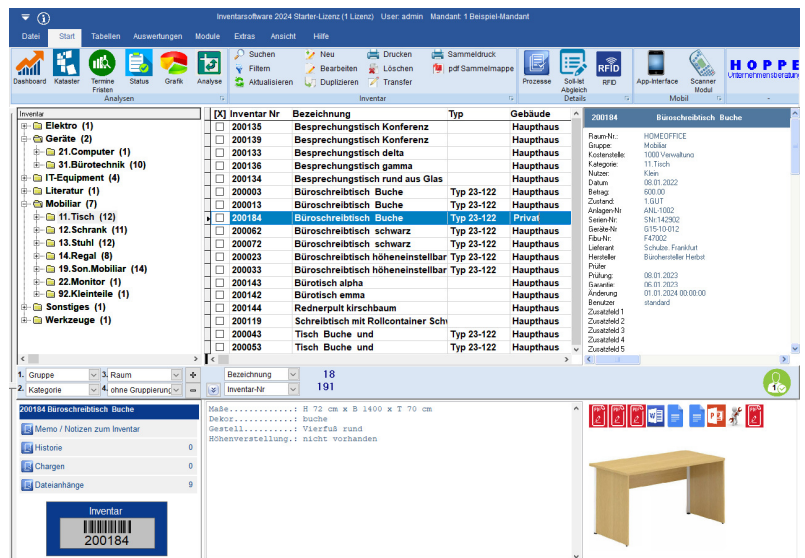 Inventarsoftware 2024 Starter-Lizenz (1 Lizenz) User: admin Mandant: 1 Beispiel-Mandant
Datei Start Tabellen Auswertungen Module Extras Ansicht Hilfe
Dashboard Kataster Termine Fristen Status Grafik Analyse
Analysen
Suchen Neu Drucken Sammeldruck
Filtern Bearbeiten Löschen pdf Sammelmappe
Aktualisieren Duplizieren Transfer
Inventar
Prozesse Soll-Ist Abgleich RFID RFID
Details
App-Interface Scanner Modul
Mobil
HOPPE
Unternehmensberatung
Inventar
Elektro (1)
Geräte (2)
21.Computer (1)
31.Bürotechnik (10)
IT-Equipment (4)
Literatur (1)
Mobiliar (7)
11.Tisch (12)
12.Schrank (11)
13.Stuhl (12)
14.Regal (8)
19.Son.Mobiliar (14)
22.Monitor (1)
92.Kleinteile (1)
Sonstiges (1)
Werkzeuge (1)
[X] Inventar Nr Bezeichnung Typ Gebäude
200135 Besprechungstisch Konferenz Haupthaus
200139 Besprechungstisch Konferenz Haupthaus
200133 Besprechungstisch delta Haupthaus
200136 Besprechungstisch gamma Haupthaus
200134 Besprechungstisch rund aus Glas Haupthaus
200003 Büroschreibtisch Buche Typ 23-122 Haupthaus
200013 Büroschreibtisch Buche Typ 23-122 Haupthaus
200184 Büroschreibtisch Buche Typ 23-122 Privat
200062 Büroschreibtisch schwarz Typ 23-122 Haupthaus
200072 Büroschreibtisch schwarz Typ 23-122 Haupthaus
200023 Büroschreibtisch höheneinstellbar Typ 23-122 Haupthaus
200033 Büroschreibtisch höheneinstellbar Typ 23-122 Haupthaus
200143 Bürotisch alpha Haupthaus
200142 Bürotisch emma Haupthaus
200144 Rednerpult kirschbaum Haupthaus
200119 Schreibtisch mit Rollcontainer Schw Haupthaus
200043 Tisch Buche und Typ 23-122 Haupthaus
200053 Tisch Buche und Typ 23-122 Haupthaus
200184 Büroschreibtisch Buche
Raum-Nr.: HOMEOFFICE
Gruppe: Mobiliar
Kostenstelle: 1000 Verwaltung
Kategorie: 11.Tisch
Nutzer: Klein
Datum 08.01.2022
Betrag: 600.00
Zustand: 1.GUT
Anlagen-Nr ANL-1002
Serien-Nr: SNr.142902
Geräte-Nr G15-10-012
Fibu-Nr: F47002
Lieferant Schulze. Frankfurt
Hersteller Bürohersteller Herbst
Prüfer
Prüfung: 08.01.2023
Garantie: 06.01.2023
Änderung 01.01.2024 00:00:00
Benutzer standard
Zusatzfeld 1
Zusatzfeld 2
Zusatzfeld 3
Zusatzfeld 4
Zusatzfeld 5
1. Gruppe 3. Raum
2. Kategorie 4. ohne Gruppierung
Bezeichnung 18
Inventar-Nr 191
1
200184 Büroschreibtisch Buche
Memo / Notizen zum Inventar
Historie 0
Chargen 0
Dateianhänge 9
Inventar
200184
Maße.............: H 72 cm x B 1400 x T 70 cm
Dekor............: buche
Gestell..........: Vierfuß rund
Höhenverstellung.: nicht vorhanden